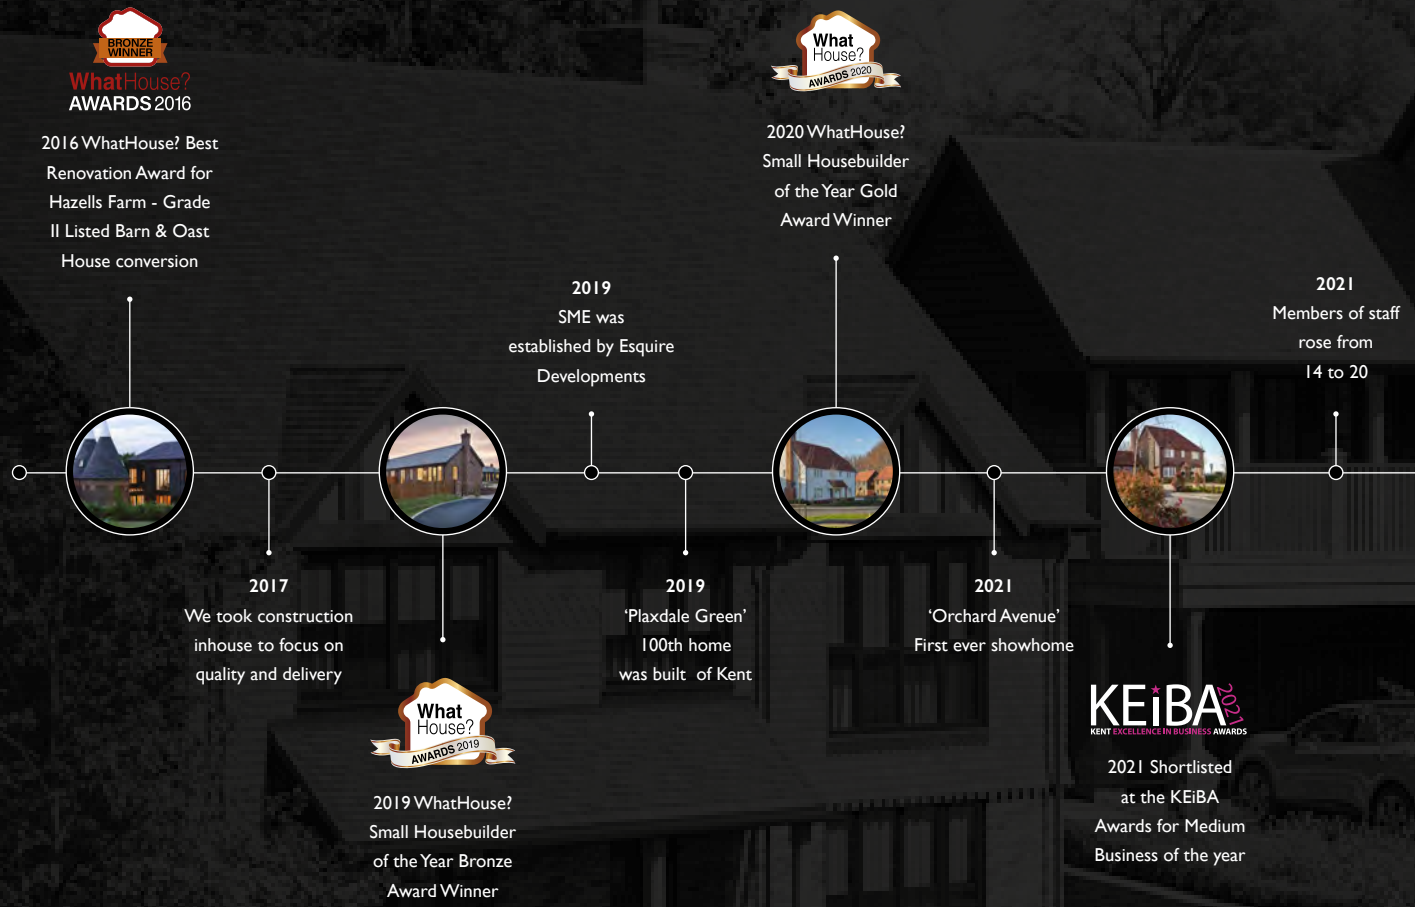 BRONZE
WINNER
WhatHouse?
AWARDS 2016
2016 WhatHouse? Best
Renovation Award for
Hazells Farm - Grade
II Listed Barn & Oast
House conversion
2017
We took construction
inhouse to focus on
quality and delivery
What
House?
AWARDS 2019
2019 WhatHouse?
Small Housebuilder
of the Year Bronze
Award Winner
2019
SME was
established by Esquire
Developments
2019
‘Plaxdale Green’
100th home
was built of Kent
What
House?
AWARDS 2020
2020 WhatHouse?
Small Housebuilder
of the Year Gold
Award Winner
2021
‘Orchard Avenue’
First ever showhome
KEiBA 2021
KENT EXCELLENCE IN BUSINESS AWARDS
2021 Shortlisted
at the KEiBA
Awards for Medium
Business of the year
2021
Members of staff
rose from
14 to 20